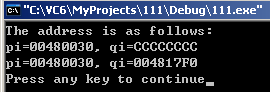 "C:\VC6\MyProjects\111\Debug\111.exe"
The address is as follows:
pi=00480030, qi=CCCCCCCC
pi=00480030, qi=004817F0
Press any key to continue_